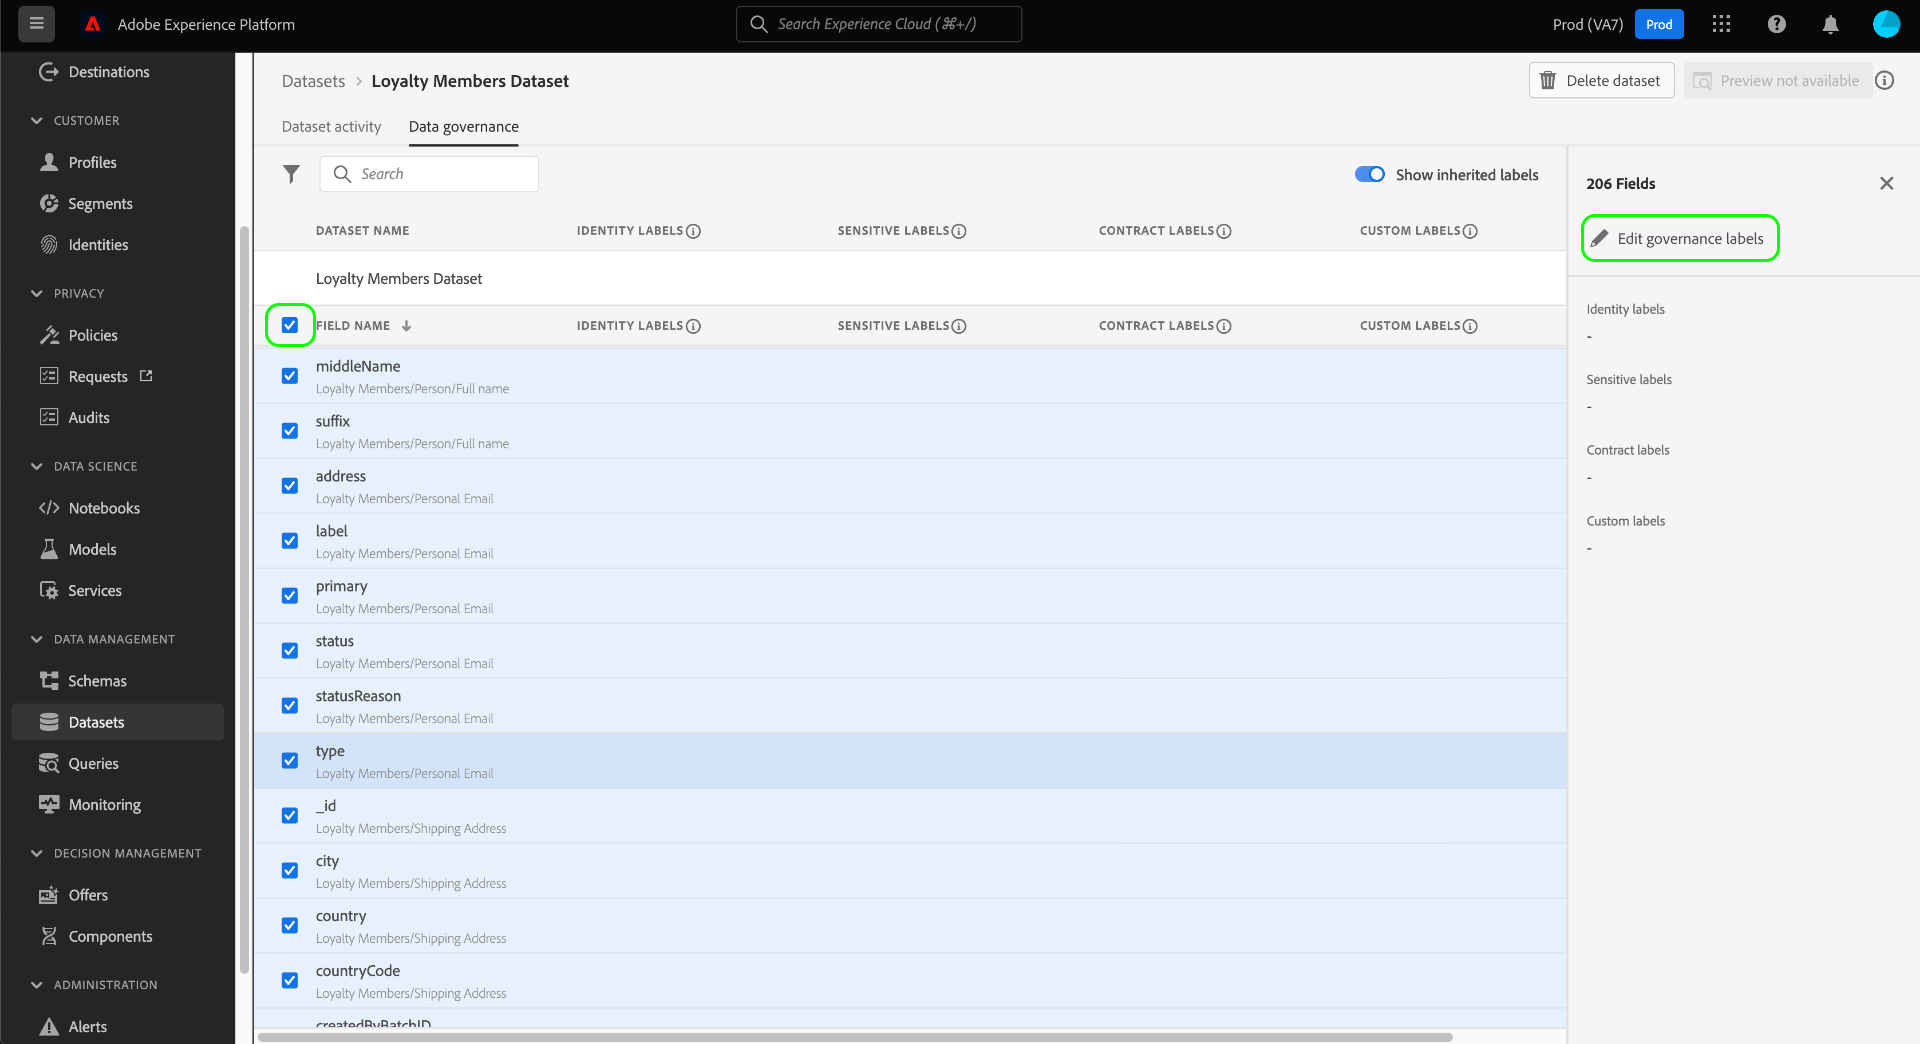 Adobe Experience Platform
Search Experience Cloud (⌘+/)
Prod (VA7)
Prod
Destinations
CUSTOMER
Profiles
Segments
Identities
PRIVACY
Policies
Requests
Audits
DATA SCIENCE
Notebooks
Models
Services
DATA MANAGEMENT
Schemas
Datasets
Queries
Monitoring
DECISION MANAGEMENT
Offers
Components
ADMINISTRATION
Alerts
Datasets > Loyalty Members Dataset
Delete dataset
Preview not available
Dataset activity Data governance
Search
Show inherited labels
DATASET NAME IDENTITY LABELS SENSITIVE LABELS CONTRACT LABELS CUSTOM LABELS
Loyalty Members Dataset
FIELD NAME IDENTITY LABELS SENSITIVE LABELS CONTRACT LABELS CUSTOM LABELS
middleName
Loyalty Members/Person/Full name
suffix
Loyalty Members/Person/Full name
address
Loyalty Members/Personal Email
label
Loyalty Members/Personal Email
primary
Loyalty Members/Personal Email
status
Loyalty Members/Personal Email
statusReason
Loyalty Members/Personal Email
type
Loyalty Members/Personal Email
_id
Loyalty Members/Shipping Address
city
Loyalty Members/Shipping Address
country
Loyalty Members/Shipping Address
countryCode
Loyalty Members/Shipping Address
createdByBatchID
206 Fields
Edit governance labels
Identity labels
-
Sensitive labels
-
Contract labels
-
Custom labels
-